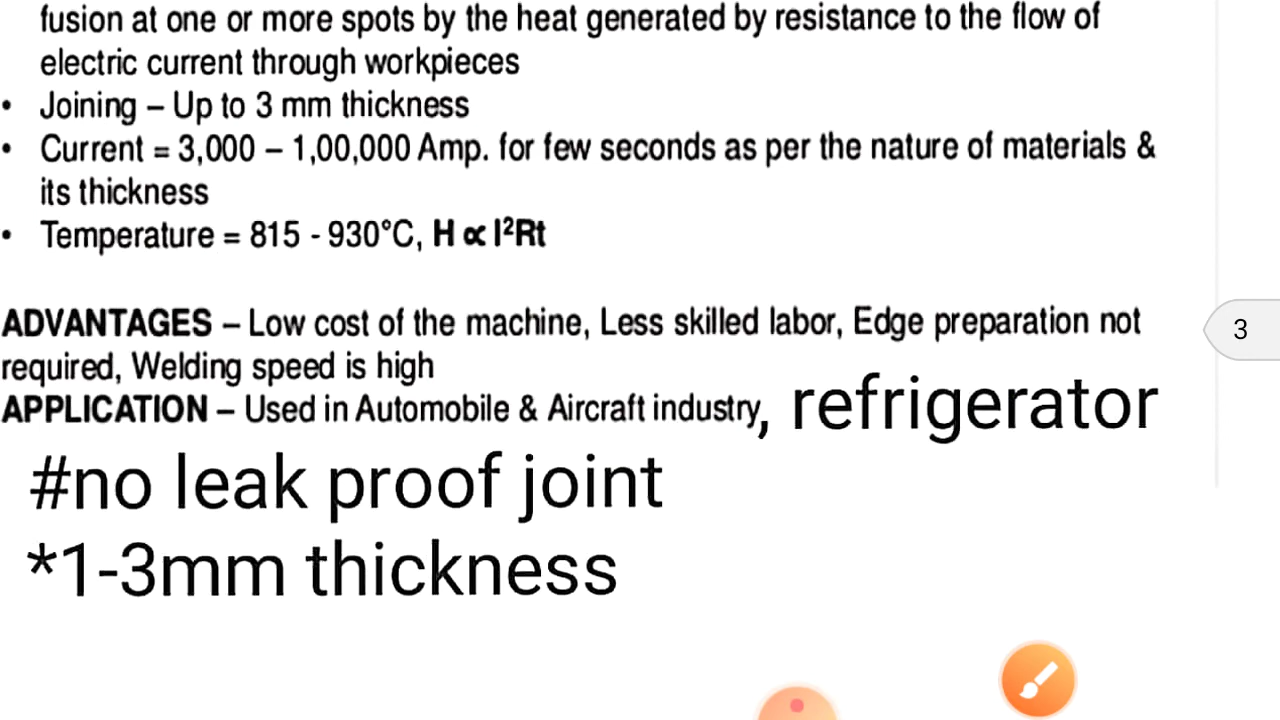 fusion at one or more spots by the heat generated by resistance to the flow of
electric current through workpieces
• Joining – Up to 3 mm thickness
• Current = 3,000 – 1,00,000 Amp. for few seconds as per the nature of materials &
its thickness
• Temperature = 815 - 930°C, H ∝ I²Rt
ADVANTAGES – Low cost of the machine, Less skilled labor, Edge preparation not
required, Welding speed is high
3
APPLICATION – Used in Automobile & Aircraft industry, refrigerator
#no leak proof joint
*1-3mm thickness